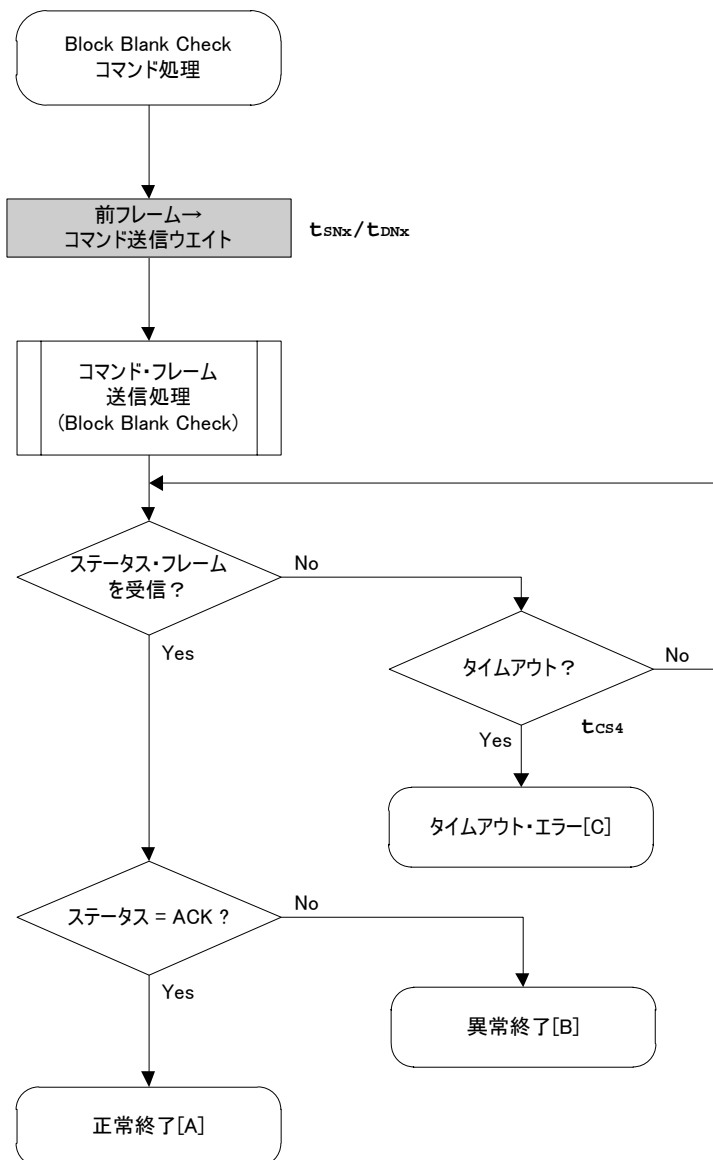 Block Blank Check
コマンド処理
前フレーム→
コマンド送信ウエイト
tSNx/tDNx
コマンド・フレーム
送信処理
(Block Blank Check)
ステータス・フレーム
を受信？
No
Yes
タイムアウト？
No
tCS4
Yes
タイムアウト・エラー[C]
ステータス = ACK ?
No
Yes
異常終了[B]
正常終了[A]